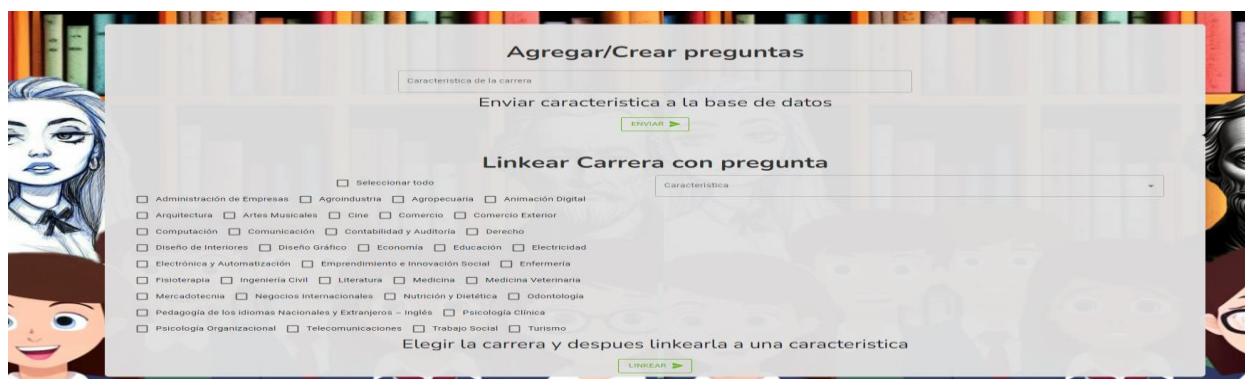 Agregar/Crear preguntas
Caracteristica de la carrera
Enviar caracteristica a la base de datos
ENVIAR
Linkear Carrera con pregunta
Seleccionar todo
Caracteristica
Administración de Empresas Agroindustria Agropecuaria Animación Digital
Arquitectura Artes Musicales Cine Comercio Comercio Exterior
Computación Comunicación Contabilidad y Auditoría Derecho
Diseño de Interiores Diseño Gráfico Economía Educación Electricidad
Electrónica y Automatización Emprendimiento e Innovación Social Enfermería
Fisioterapia Ingeniería Civil Literatura Medicina Medicina Veterinaria
Mercadotecnia Negocios Internacionales Nutrición y Dietética Odontología
Pedagogía de los idiomas Nacionales y Extranjeros – Inglés Psicología Clínica
Psicología Organizacional Telecomunicaciones Trabajo Social Turismo
Elegir la carrera y despues linkearla a una caracteristica
LINKEAR